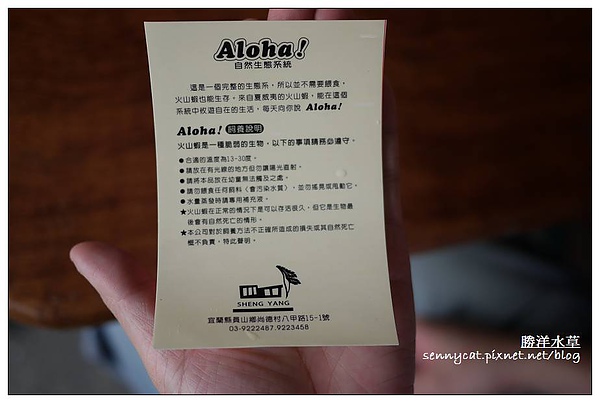 Aloha!
自然生態系統
這是一個完整的生態系，所以並不需要餵食，
火山蝦也能生存。來自夏威夷的火山蝦，能在這個
系統中攸遊自在的生活，每天向你說 Aloha!
Aloha! 飼養說明
火山蝦是一種脆弱的生物，以下的事項請務必遵守。
●合適的溫度為13-30度。
●請放在有光線的地方但勿讓陽光直射。
●請將本品放在幼童無法觸及之處。
●請勿餵食任何飼料（會污染水質），並勿搖晃或甩動它。
●水量蒸發時請專用補充液。
★火山蝦在正常的情況下是可以存活很久，但它是生物最
後會有自然死亡的情形。
★本公司對於飼養方法不正確所造成的損失或其自然死亡
概不負責，特此聲明。
SHENG YANG
宜蘭縣員山鄉尚德村八甲路15-1號
03-9222487.9223458
勝洋水草
sennycat.pixnet.net/blog